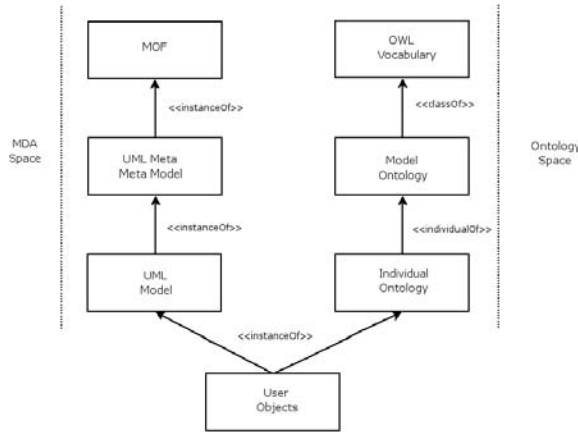 MOF
OWL
Vocabulary
<<instanceOf>>
<<classOf>>
MDA
Space
UML Meta
Meta Model
Model
Ontology
Ontology
Space
<<instanceOf>>
<<individualOf>>
UML
Model
Individual
Ontology
<<instanceOf>>
User
Objects